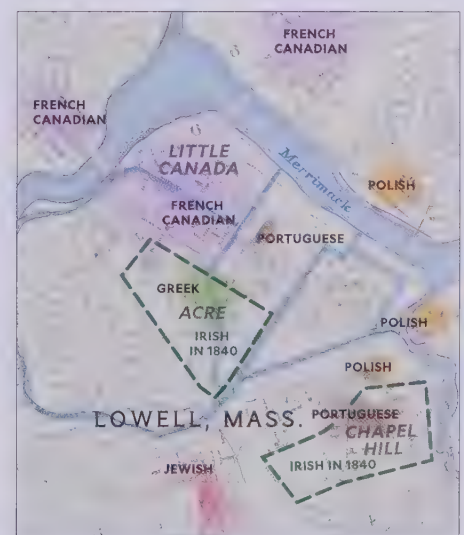 FRENCH
CANADIAN
FRENCH
CANADIAN
LITTLE
CANADA
Merrimack
POLISH
FRENCH
CANADIAN
PORTUGUESE
GREEK
ACRE
IRISH
IN 1840
POLISH
POLISH
LOWELL, MASS.
PORTUGUESE
CHAPEL
HILL
IRISH IN 1840
JEWISH